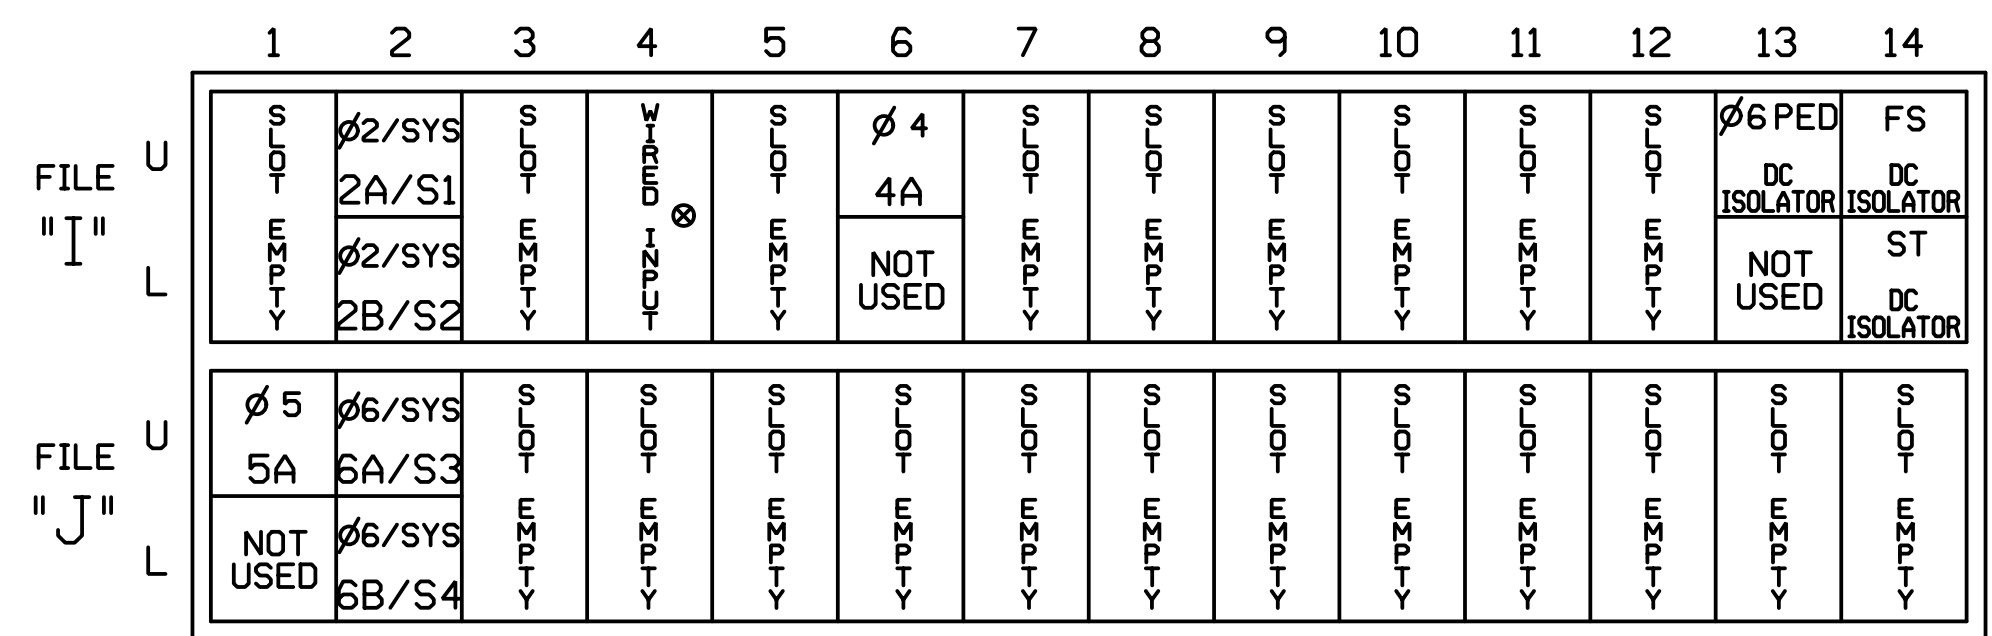 1 2 3 4 5 6 7 8 9 10 11 12 13 14
FILE "I"
U
L
SLOT EMPTY
Ø2/SYS
2A/S1
Ø2/SYS
2B/S2
SLOT EMPTY
WIRED INPUT
⊗
SLOT EMPTY
Ø 4
4A
NOT
USED
SLOT EMPTY
SLOT EMPTY
SLOT EMPTY
SLOT EMPTY
SLOT EMPTY
SLOT EMPTY
Ø6 PED
DC
ISOLATOR
NOT
USED
FS
DC
ISOLATOR
ST
DC
ISOLATOR
FILE "J"
U
L
Ø 5
5A
NOT
USED
Ø6/SYS
6A/S3
Ø6/SYS
6B/S4
SLOT EMPTY
SLOT EMPTY
SLOT EMPTY
SLOT EMPTY
SLOT EMPTY
SLOT EMPTY
SLOT EMPTY
SLOT EMPTY
SLOT EMPTY
SLOT EMPTY
SLOT EMPTY
SLOT EMPTY